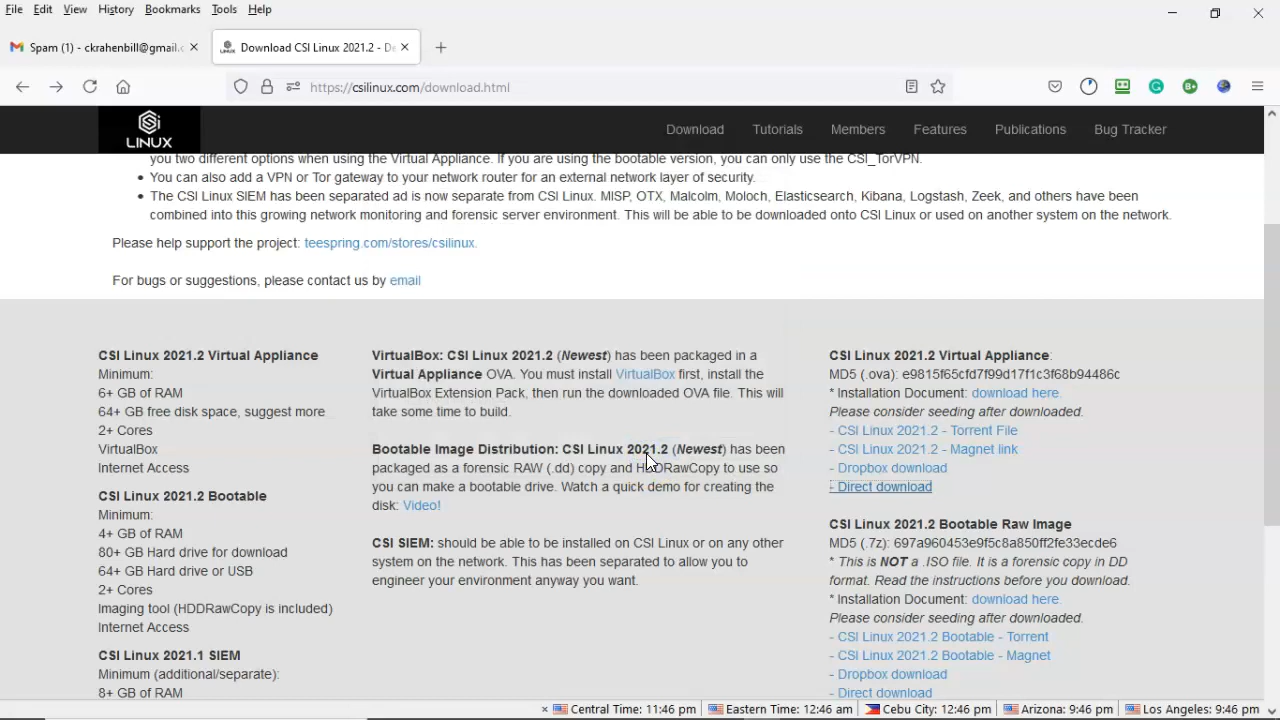 File Edit View History Bookmarks Tools Help
Spam (1) - ckrahenbill@gmail.c
Download CSI Linux 2021.2 - De
https://csilinux.com/download.html
LINUX
Download Tutorials Members Features Publications Bug Tracker
you two different options when using the Virtual Appliance. If you are using the bootable version, you can only use the CSI_TorVPN.
• You can also add a VPN or Tor gateway to your network router for an external network layer of security.
• The CSI Linux SIEM has been separated ad is now separate from CSI Linux. MISP, OTX, Malcolm, Moloch, Elasticsearch, Kibana, Logstash, Zeek, and others have been
combined into this growing network monitoring and forensic server environment. This will be able to be downloaded onto CSI Linux or used on another system on the network.
Please help support the project: teespring.com/stores/csilinux.
For bugs or suggestions, please contact us by email
CSI Linux 2021.2 Virtual Appliance
Minimum:
6+ GB of RAM
64+ GB free disk space, suggest more
2+ Cores
VirtualBox
Internet Access
CSI Linux 2021.2 Bootable
Minimum:
4+ GB of RAM
80+ GB Hard drive for download
64+ GB Hard drive or USB
2+ Cores
Imaging tool (HDDRawCopy is included)
Internet Access
CSI Linux 2021.1 SIEM
Minimum (additional/separate):
8+ GB of RAM
VirtualBox: CSI Linux 2021.2 (Newest) has been packaged in a
Virtual Appliance OVA. You must install VirtualBox first, install the
VirtualBox Extension Pack, then run the downloaded OVA file. This will
take some time to build.
Bootable Image Distribution: CSI Linux 2021.2 (Newest) has been
packaged as a forensic RAW (.dd) copy and HDDRawCopy to use so
you can make a bootable drive. Watch a quick demo for creating the
disk: Video!
CSI SIEM: should be able to be installed on CSI Linux or on any other
system on the network. This has been separated to allow you to
engineer your environment anyway you want.
CSI Linux 2021.2 Virtual Appliance:
MD5 (.ova): e9815f65cfd7f99d17f1c3f68b94486c
* Installation Document: download here.
Please consider seeding after downloaded.
- CSI Linux 2021.2 - Torrent File
- CSI Linux 2021.2 - Magnet link
- Dropbox download
- Direct download
CSI Linux 2021.2 Bootable Raw Image
MD5 (.7z): 697a960453e9f5c8a850ff2fe33ecde6
* This is NOT a .ISO file. It is a forensic copy in DD
format. Read the instructions before you download.
* Installation Document: download here.
Please consider seeding after downloaded.
- CSI Linux 2021.2 Bootable - Torrent
- CSI Linux 2021.2 Bootable - Magnet
- Dropbox download
- Direct download
Central Time: 11:46 pm Eastern Time: 12:46 am Cebu City: 12:46 pm Arizona: 9:46 pm Los Angeles: 9:46 pm